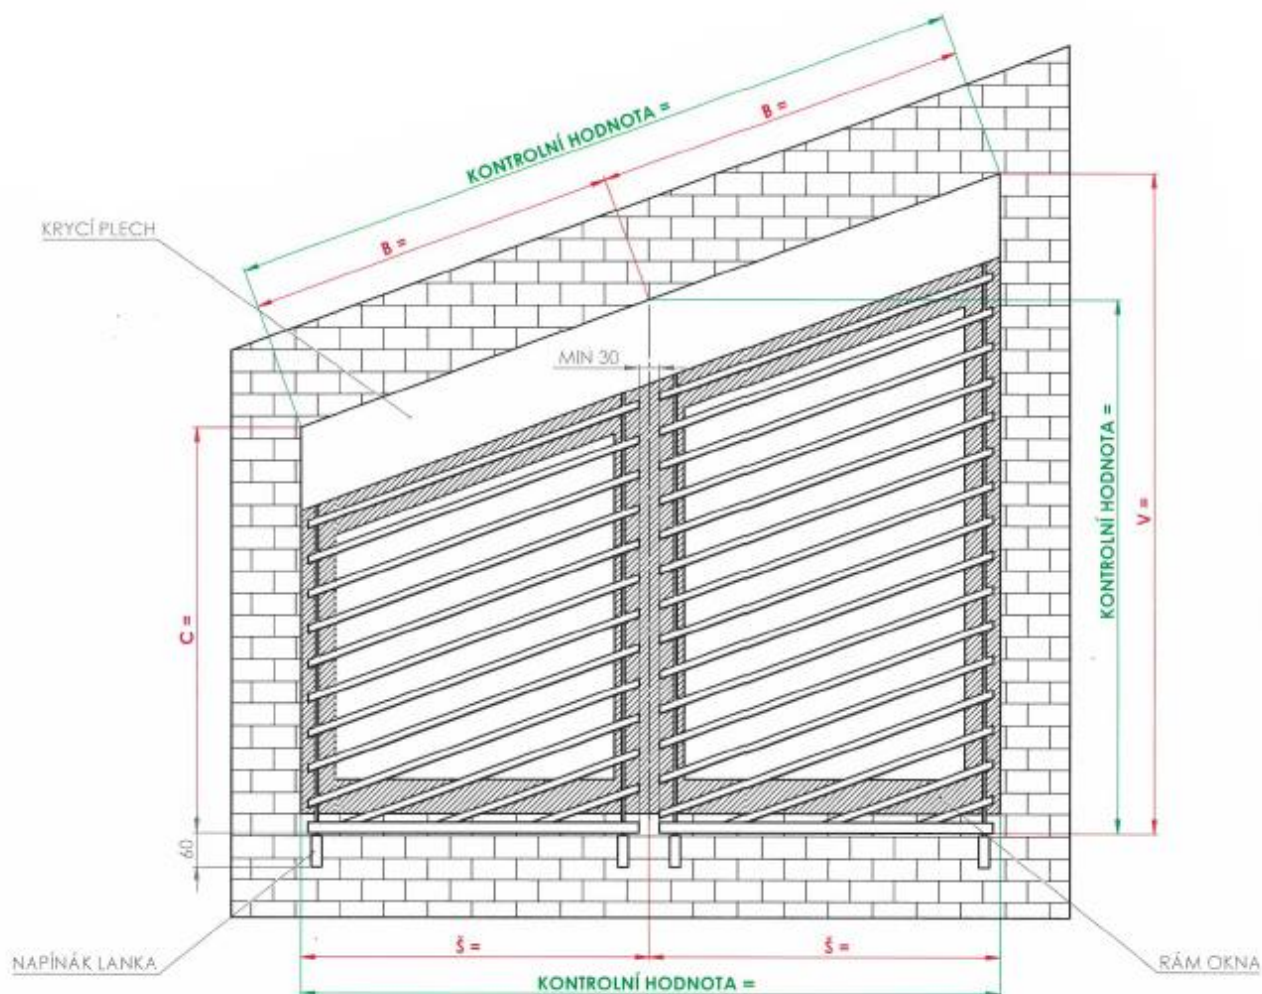 KONTROLNÍ HODNOTA =
B =
B =
KRYCÍ PLECH
MIN 30
KONTROLNÍ HODNOTA =
V =
C =
60
NAPÍNÁK LANKA
Š =
Š =
RÁM OKNA
KONTROLNÍ HODNOTA =